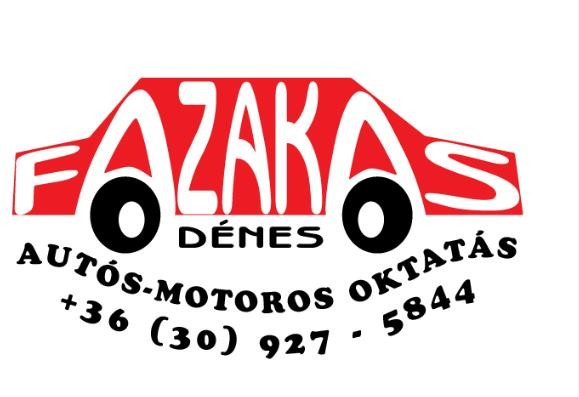 FAZAKAS
DÉNES
AUTÓS-MOTOROS OKTATÁS
+36 (30) 927 - 5844